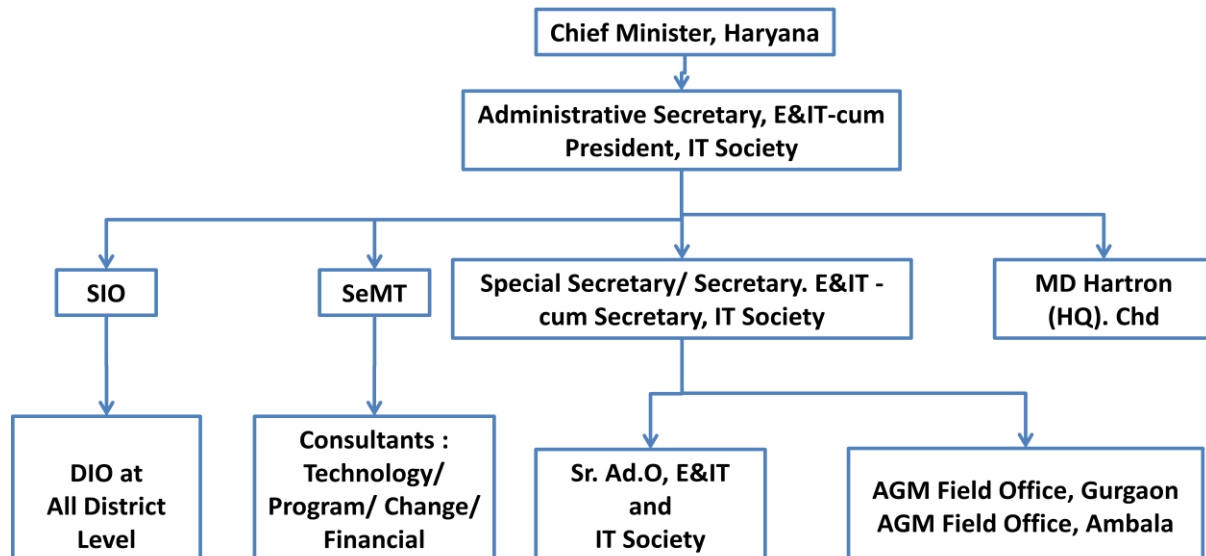 Chief Minister, Haryana
Administrative Secretary, E&IT-cum
President, IT Society
SIO
SeMT
Special Secretary/ Secretary. E&IT -
cum Secretary, IT Society
MD Hartron
(HQ). Chd
DIO at
All District
Level
Consultants :
Technology/
Program/ Change/
Financial
Sr. Ad.O, E&IT
and
IT Society
AGM Field Office, Gurgaon
AGM Field Office, Ambala